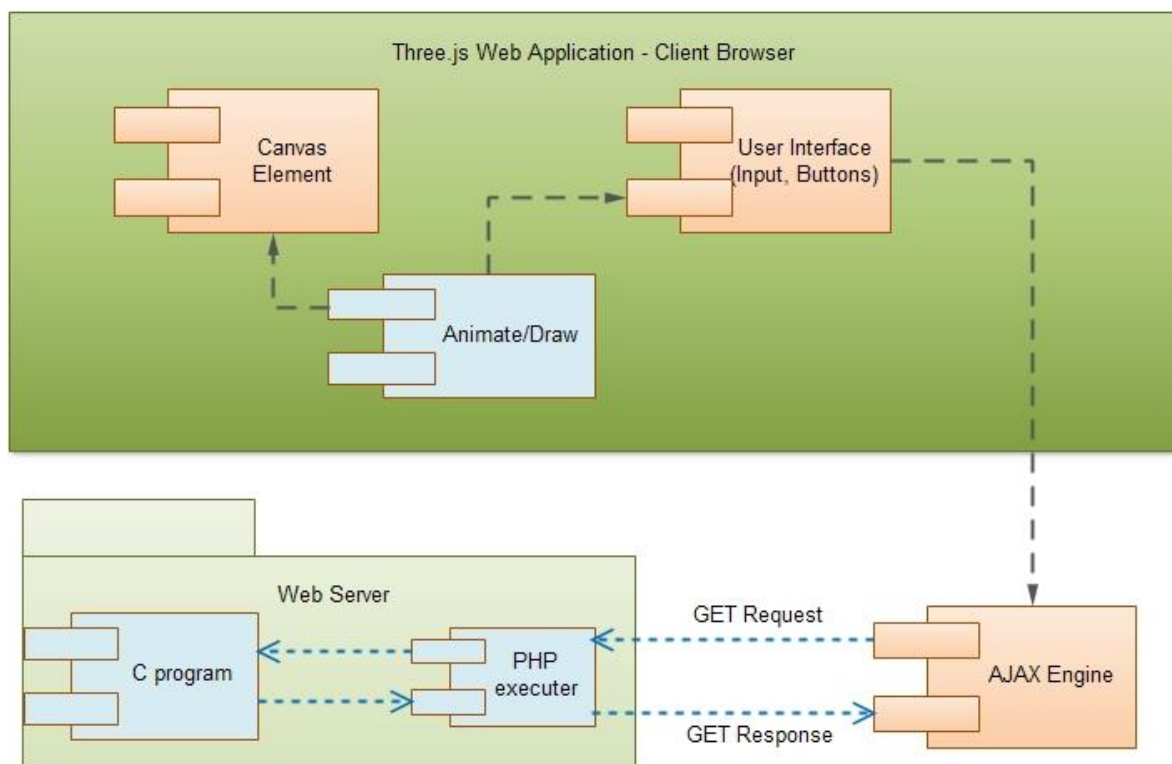 Three.js Web Application - Client Browser
Canvas
Element
User Interface
(Input, Buttons)
Animate/Draw
Web Server
C program
PHP
executer
GET Request
GET Response
AJAX Engine